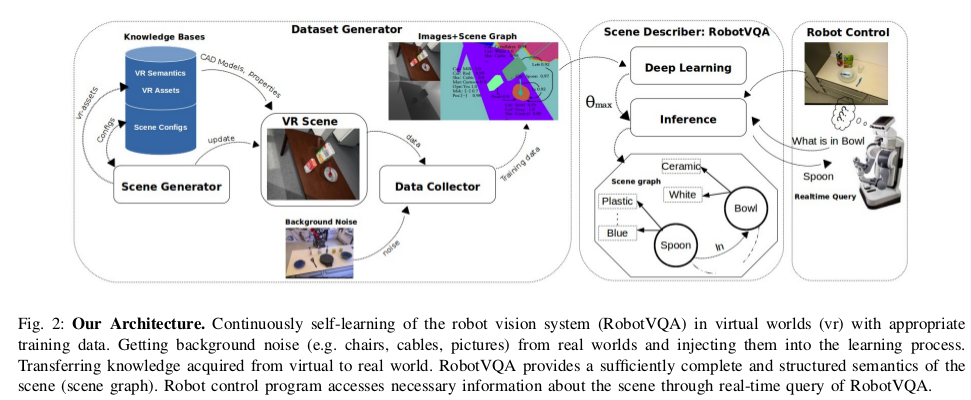 Dataset Generator
Scene Describer: RobotVQA
Robot Control
Knowledge Bases
Images+Scene Graph
VR Semantics
VR Assets
Scene Configs
CAD Models, properties
vr-assets
Configs
update
Scene Generator
VR Scene
data
Data Collector
Training data
Background Noise
noise
Deep Learning
θmax
Inference
Scene graph
Ceramic
White
Plastic
Blue
Bowl
Spoon
In
What is in Bowl
Spoon
Realtime Query
Fig. 2: Our Architecture. Continuously self-learning of the robot vision system (RobotVQA) in virtual worlds (vr) with appropriate
training data. Getting background noise (e.g. chairs, cables, pictures) from real worlds and injecting them into the learning process.
Transferring knowledge acquired from virtual to real world. RobotVQA provides a sufficiently complete and structured semantics of the
scene (scene graph). Robot control program accesses necessary information about the scene through real-time query of RobotVQA.